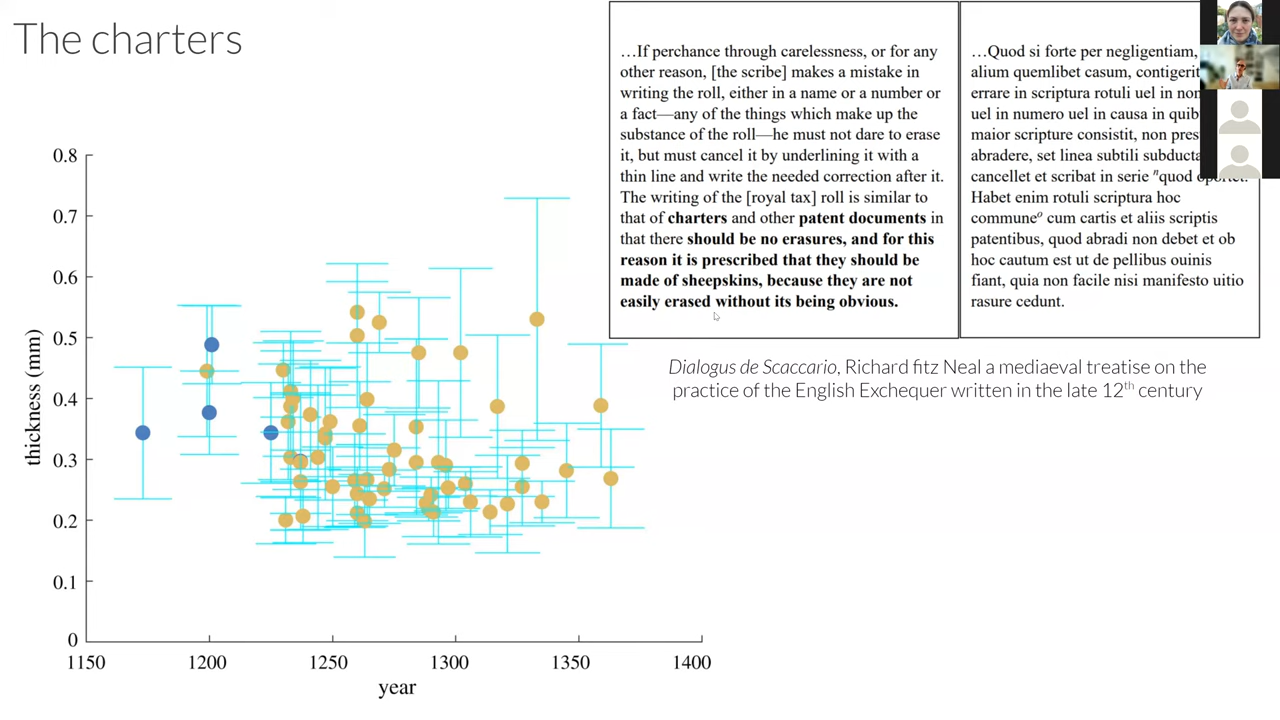 The charters
…If perchance through carelessness, or for any
other reason, [the scribe] makes a mistake in
writing the roll, either in a name or a number or
a fact—any of the things which make up the
substance of the roll—he must not dare to erase
it, but must cancel it by underlining it with a
thin line and write the needed correction after it.
The writing of the [royal tax] roll is similar to
that of charters and other patent documents in
that there should be no erasures, and for this
reason it is prescribed that they should be
made of sheepskins, because they are not
easily erased without its being obvious.
…Quod si forte per negligentiam,
alium quemlibet casum, contigerit
errare in scriptura rotuli uel in
uel in numero uel in causa in
maior scripture consistit, non
abradere, set linea subtili subducta
cancellet et scribat in serie "quod
Habet enim rotuli scriptura hoc
communeº cum cartis et aliis scriptis
patentibus, quod abradi non debet et ob
hoc cautum est ut de pellibus ouinis
fiant, quia non facile nisi manifesto uitio
rasure cedunt.
Dialogus de Scaccario, Richard fitz Neal a mediaeval treatise on the
practice of the English Exchequer written in the late 12th century
thickness (mm)
0.8
0.7
0.6
0.5
0.4
0.3
0.2
0.1
0
1150 1200 1250 1300 1350 1400
year